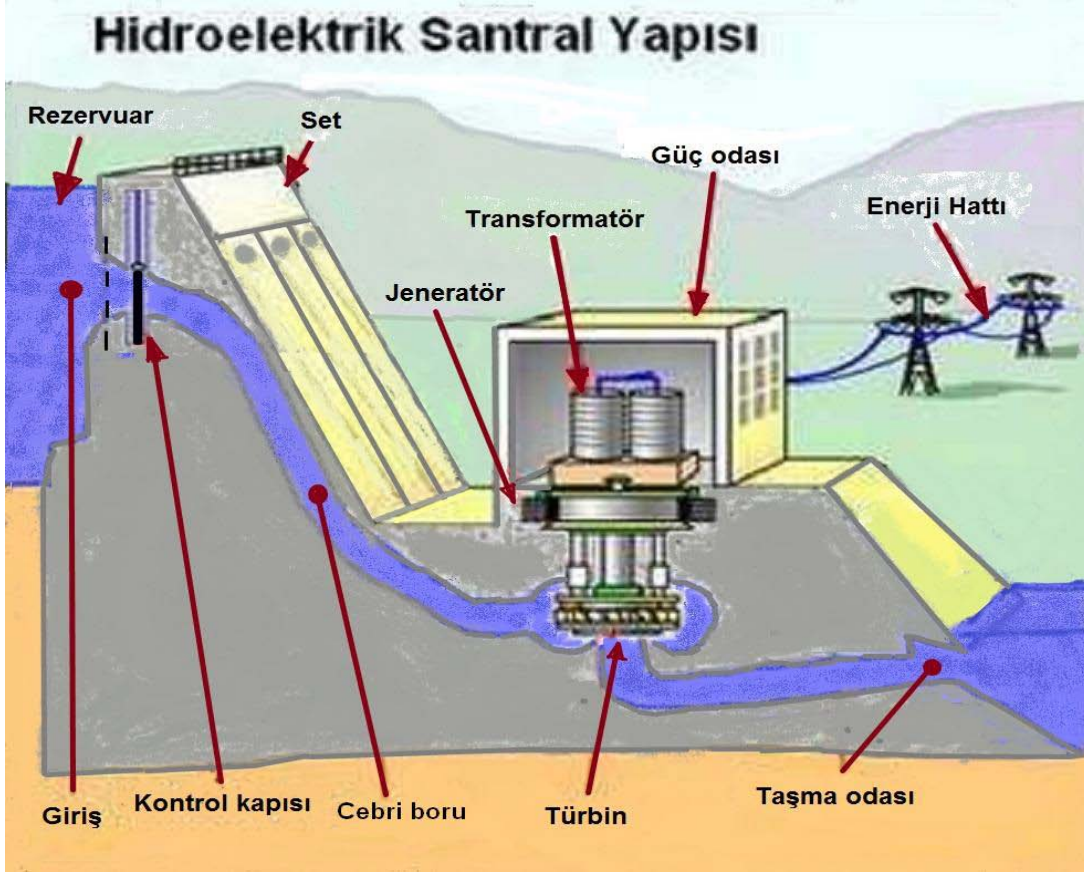 Hidroelektrik Santral Yapısı
Rezervuar
Set
Güç odası
Transformatör
Enerji Hattı
Jeneratör
Giriş
Kontrol kapısı
Cebri boru
Türbin
Taşma odası